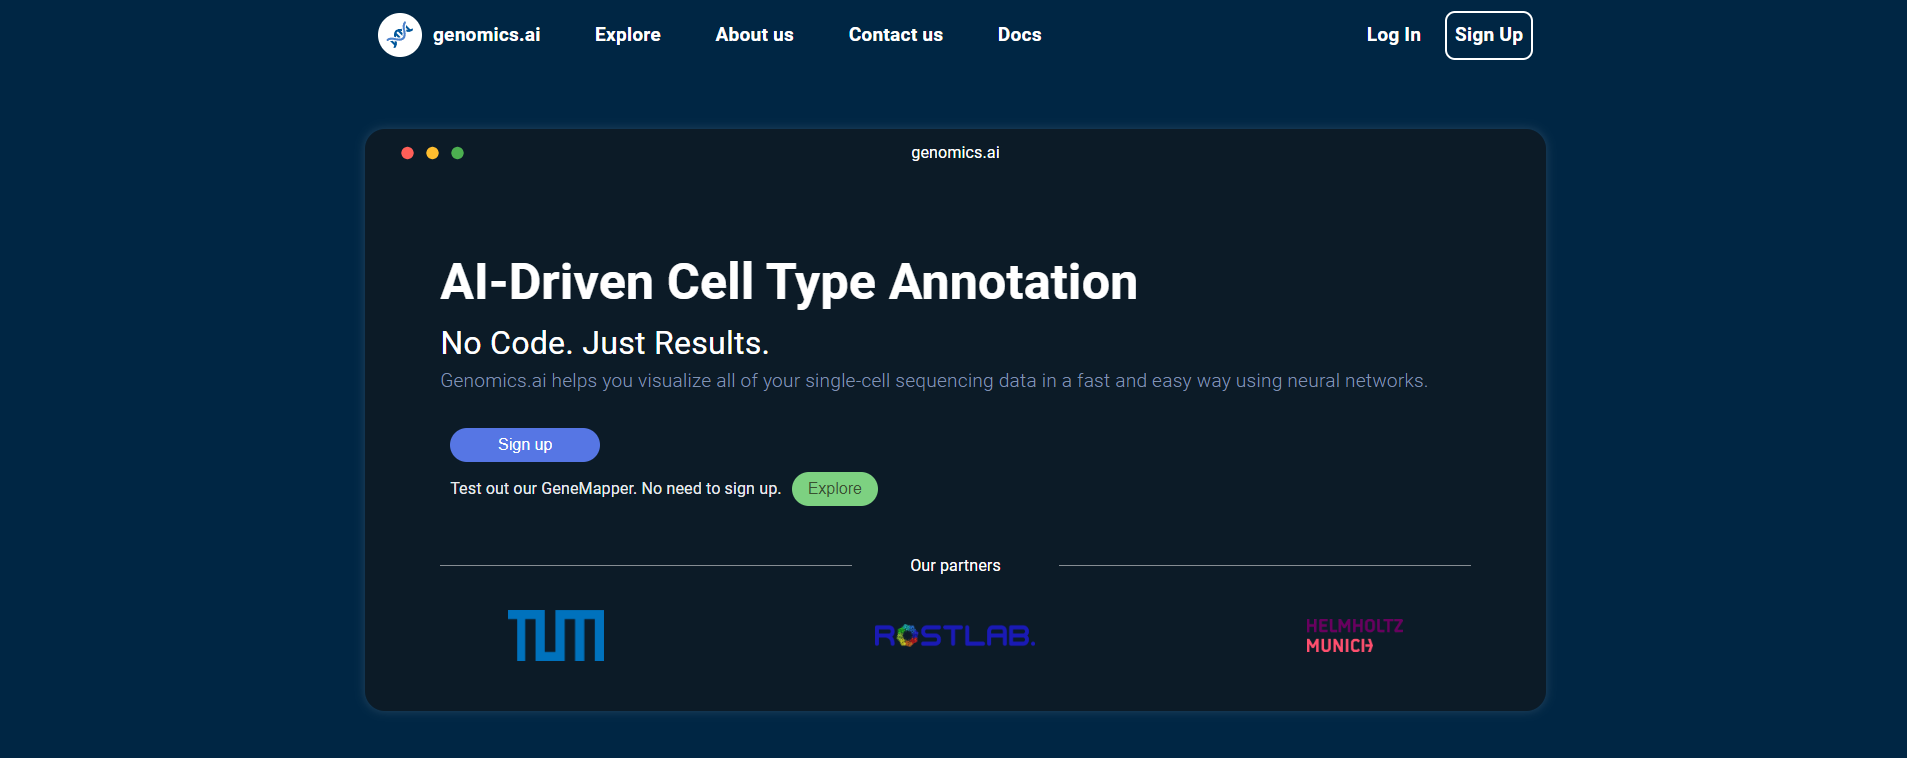 genomics.ai Explore About us Contact us Docs Log In Sign Up
genomics.ai
AI-Driven Cell Type Annotation
No Code. Just Results.
Genomics.ai helps you visualize all of your single-cell sequencing data in a fast and easy way using neural networks.
Sign up
Test out our GeneMapper. No need to sign up. Explore
Our partners
TUM ROSTLAB. HELMHOLTZ
MUNICH